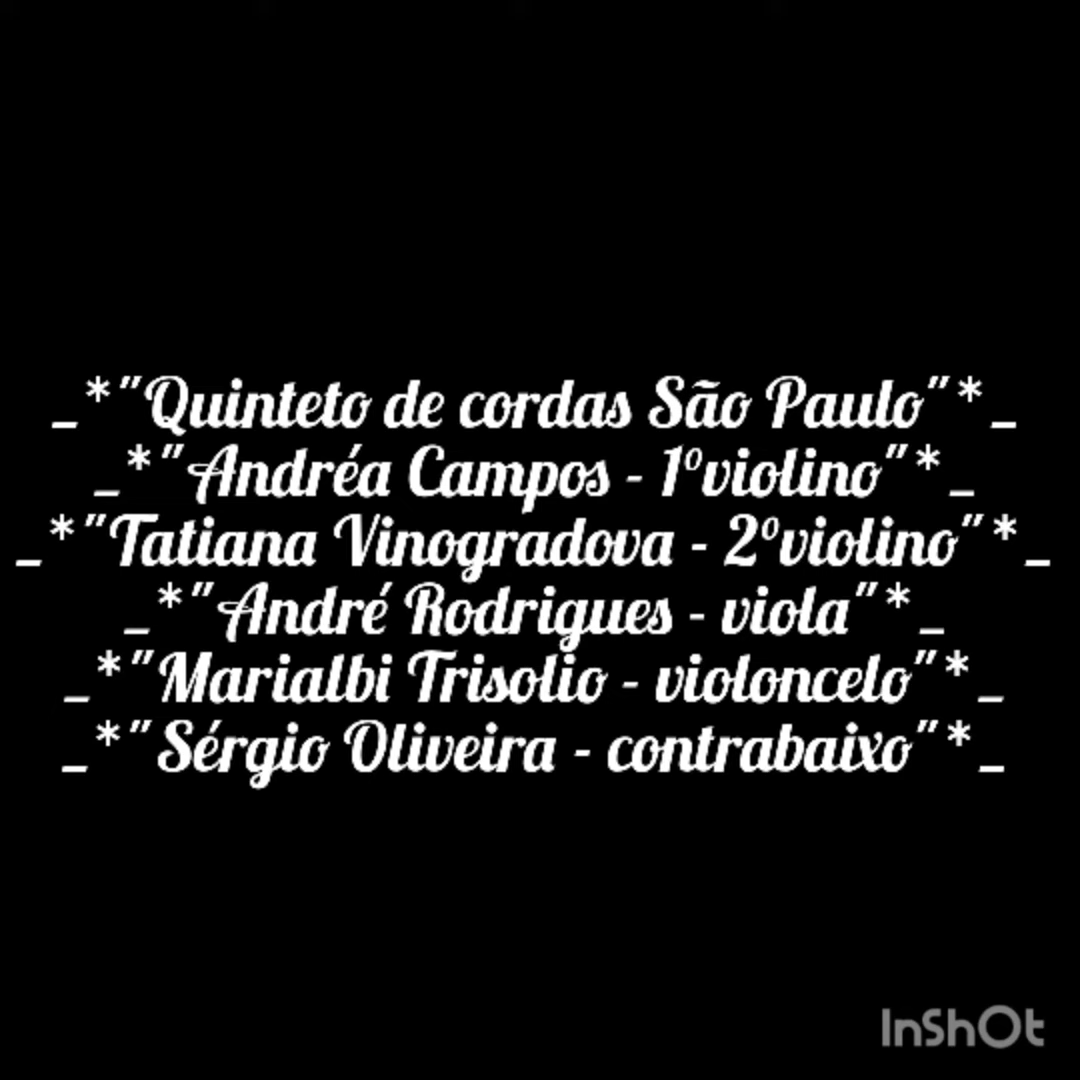 _*"Quinteto de cordas São Paulo"*_
_*"Andréa Campos - 1ºviolino"*_
_*"Tatiana Vinogradova - 2ºviolino"*_
_*"André Rodrigues - viola"*_
_*"Marialbi Trisolio - violoncelo"*_
_*"Sérgio Oliveira - contrabaixo"*_
InShOt